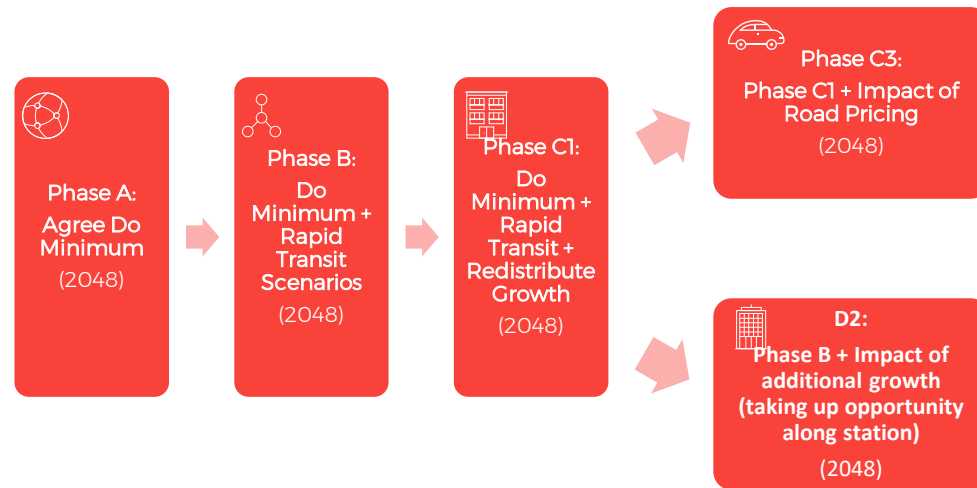 Phase A:
Agree Do
Minimum
(2048)
Phase B:
Do
Minimum +
Rapid
Transit
Scenarios
(2048)
Phase C1:
Do
Minimum +
Rapid
Transit +
Redistribute
Growth
(2048)
Phase C3:
Phase C1 + Impact of
Road Pricing
(2048)
D2:
Phase B + Impact of
additional growth
(taking up opportunity
along station)
(2048)